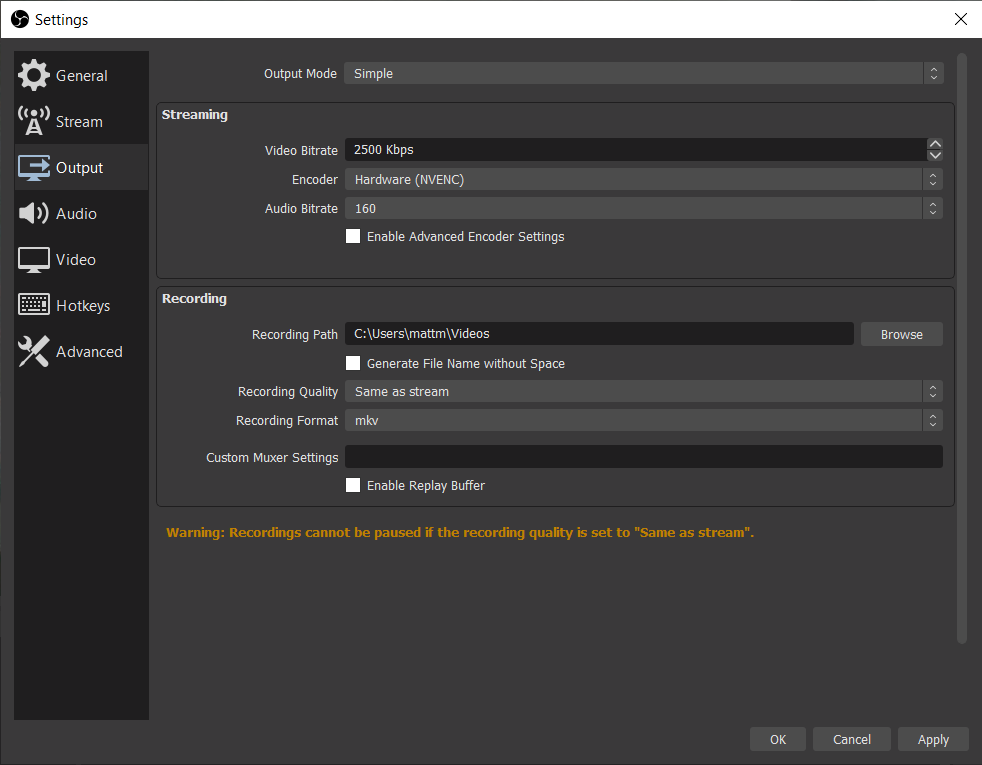 Settings
General
Stream
Output
Audio
Video
Hotkeys
Advanced
Output Mode Simple
Streaming
Video Bitrate 2500 Kbps
Encoder Hardware (NVENC)
Audio Bitrate 160
Enable Advanced Encoder Settings
Recording
Recording Path C:\Users\mattm\Videos Browse
Generate File Name without Space
Recording Quality Same as stream
Recording Format mkv
Custom Muxer Settings
Enable Replay Buffer
Warning: Recordings cannot be paused if the recording quality is set to "Same as stream".
OK Cancel Apply